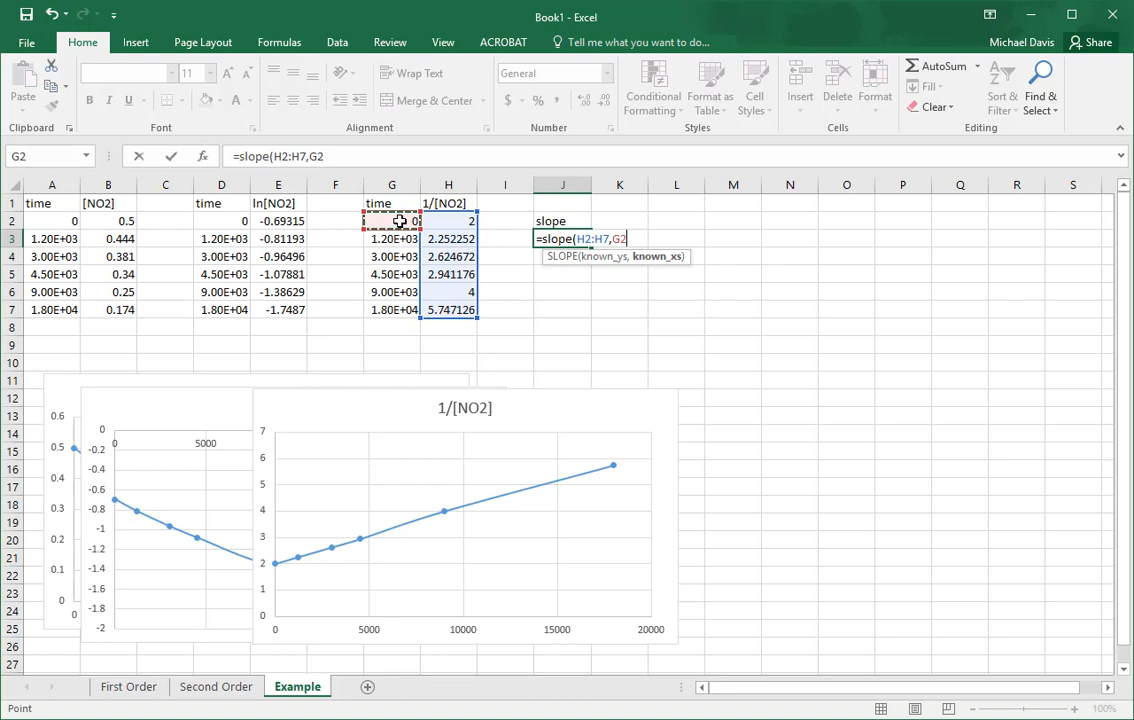 Book1 - Excel
Michael Davis
Share
File Home Insert Page Layout Formulas Data Review View ACROBAT Tell me what you want to do...
Paste
11
Wrap Text
Merge & Center
General
Conditional Formatting
Format as Table
Cell Styles
Insert
Delete
Format
AutoSum
Fill
Clear
Sort & Filter
Find & Select
Clipboard Font Alignment Number Styles Cells Editing
G2 =slope(H2:H7,G2
A B C D E F G H I J K L M N O P Q R S
1 time [NO2] time ln[NO2] time 1/[NO2]
2 0 0.5 0 -0.69315 0 2 slope
3 1.20E+03 0.444 1.20E+03 -0.81193 1.20E+03 2.252252 =slope(H2:H7,G2
SLOPE(known_ys, known_xs)
4 3.00E+03 0.381 3.00E+03 -0.96496 3.00E+03 2.624672
5 4.50E+03 0.34 4.50E+03 -1.07881 4.50E+03 2.941176
6 9.00E+03 0.25 9.00E+03 -1.38629 9.00E+03 4
7 1.80E+04 0.174 1.80E+04 -1.7487 1.80E+04 5.747126
8
9
10
11
12
13
14
15
16
17
18
19
20
21
22
23
24
25
26
27
0.6
0.5
0.4
0.3
0.2
0.1
0
0
0
-0.2
-0.4
-0.6
-0.8
-1
-1.2
-1.4
-1.6
-1.8
-2
0 5000
1/[NO2]
7
6
5
4
3
2
1
0
0 5000 10000 15000 20000
First Order Second Order Example
Point
100%